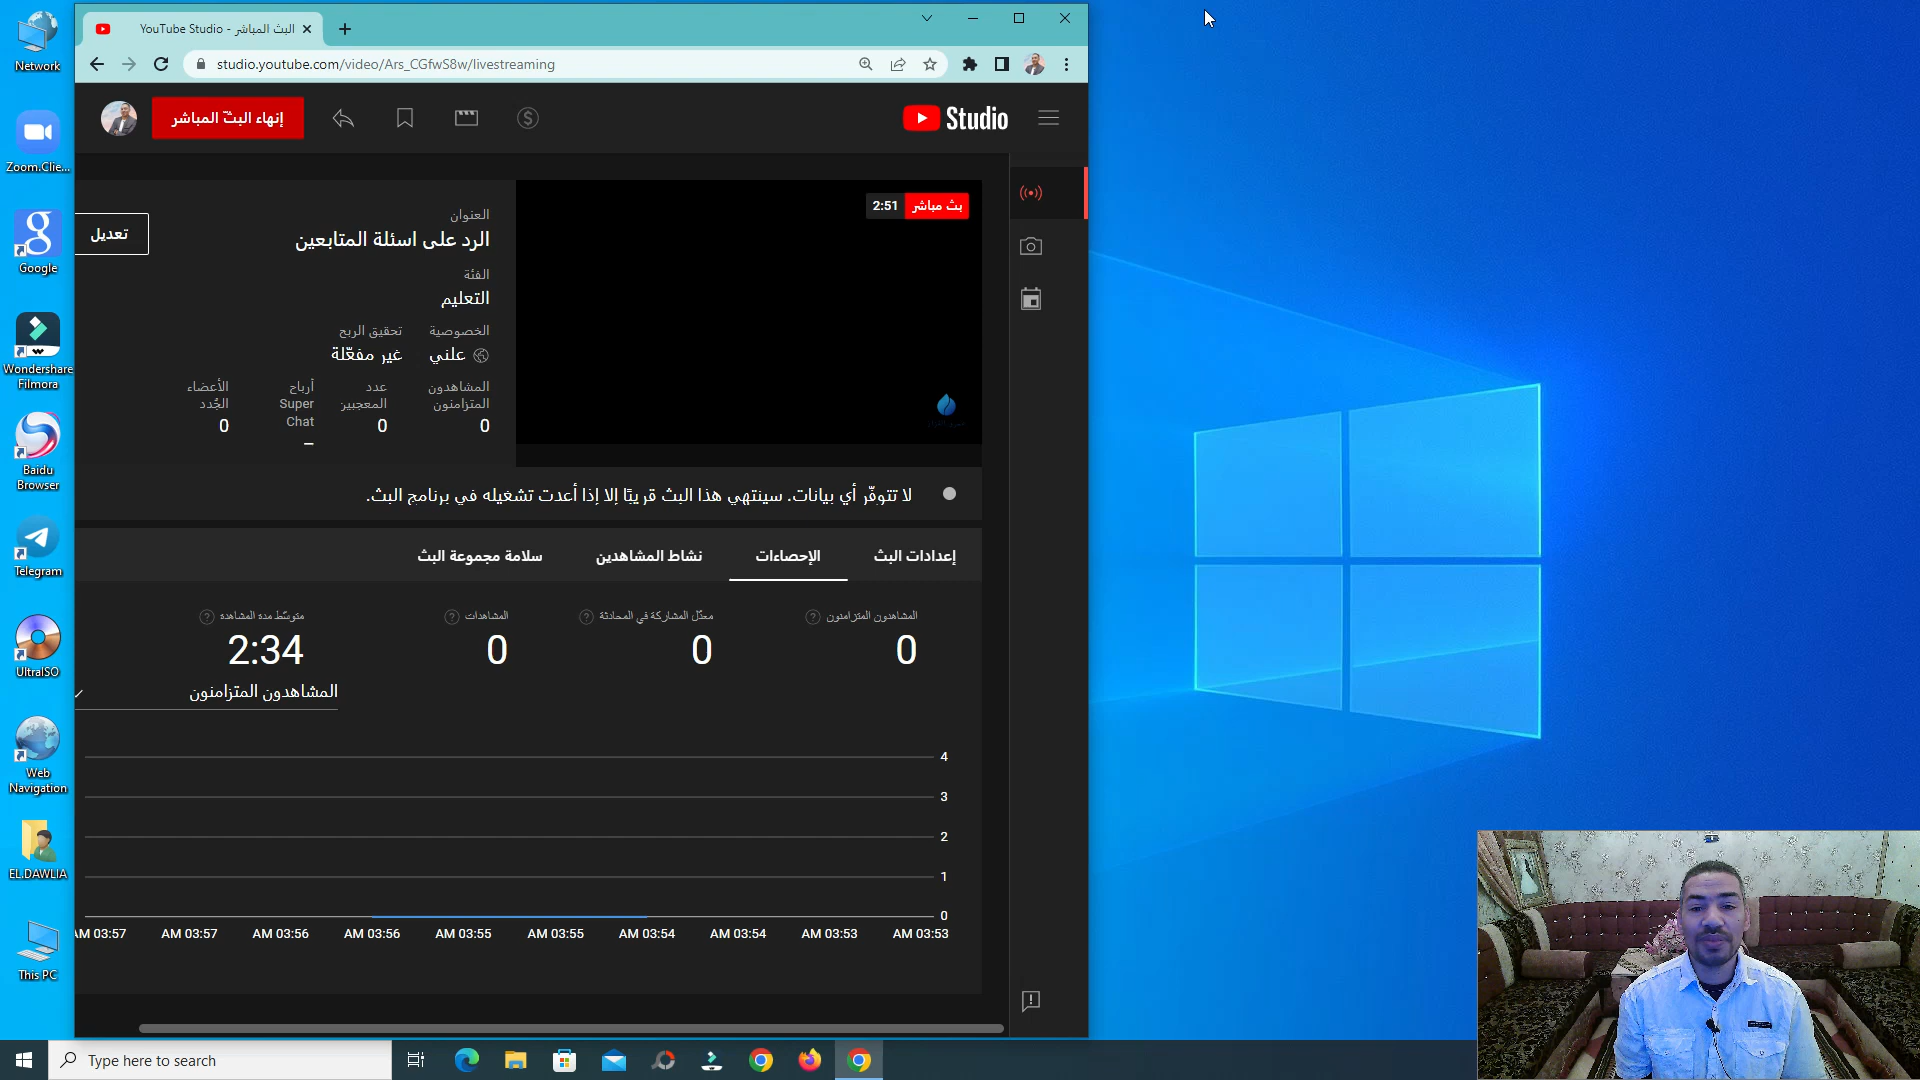 Network
Zoom.Clie...
Google
Wondershare
Filmora
Baidu
Browser
Telegram
UltraISO
Web
Navigation
EL.DAWLIA
This PC
YouTube Studio - البث المباشر
studio.youtube.com/video/Ars_CGfwS8w/livestreaming
إنهاء البثّ المباشر
Studio
2:51
بث مباشر
العنوان
الرد على اسئلة المتابعين
تعديل
الفئة
التعليم
الخصوصية
تحقيق الربح
علني
غير مفعّلة
المشاهدون
المتزامنون
0
عدد
المعجبين
0
أرباح
Super
Chat
–
الأعضاء
الجُدد
0
لا تتوفّر أي بيانات. سينتهي هذا البث قريبًا إلا إذا أعدت تشغيله في برنامج البث.
إعدادات البث
الإحصاءات
نشاط المشاهدين
سلامة مجموعة البث
المشاهدون المتزامنون
0
معدّل المشاركة في المحادثة
0
المشاهدات
0
متوسّط مدة المشاهدة
2:34
المشاهدون المتزامنون
4
3
2
1
0
AM 03:57 AM 03:57 AM 03:56 AM 03:56 AM 03:55 AM 03:55 AM 03:54 AM 03:54 AM 03:53 AM 03:53
Type here to search